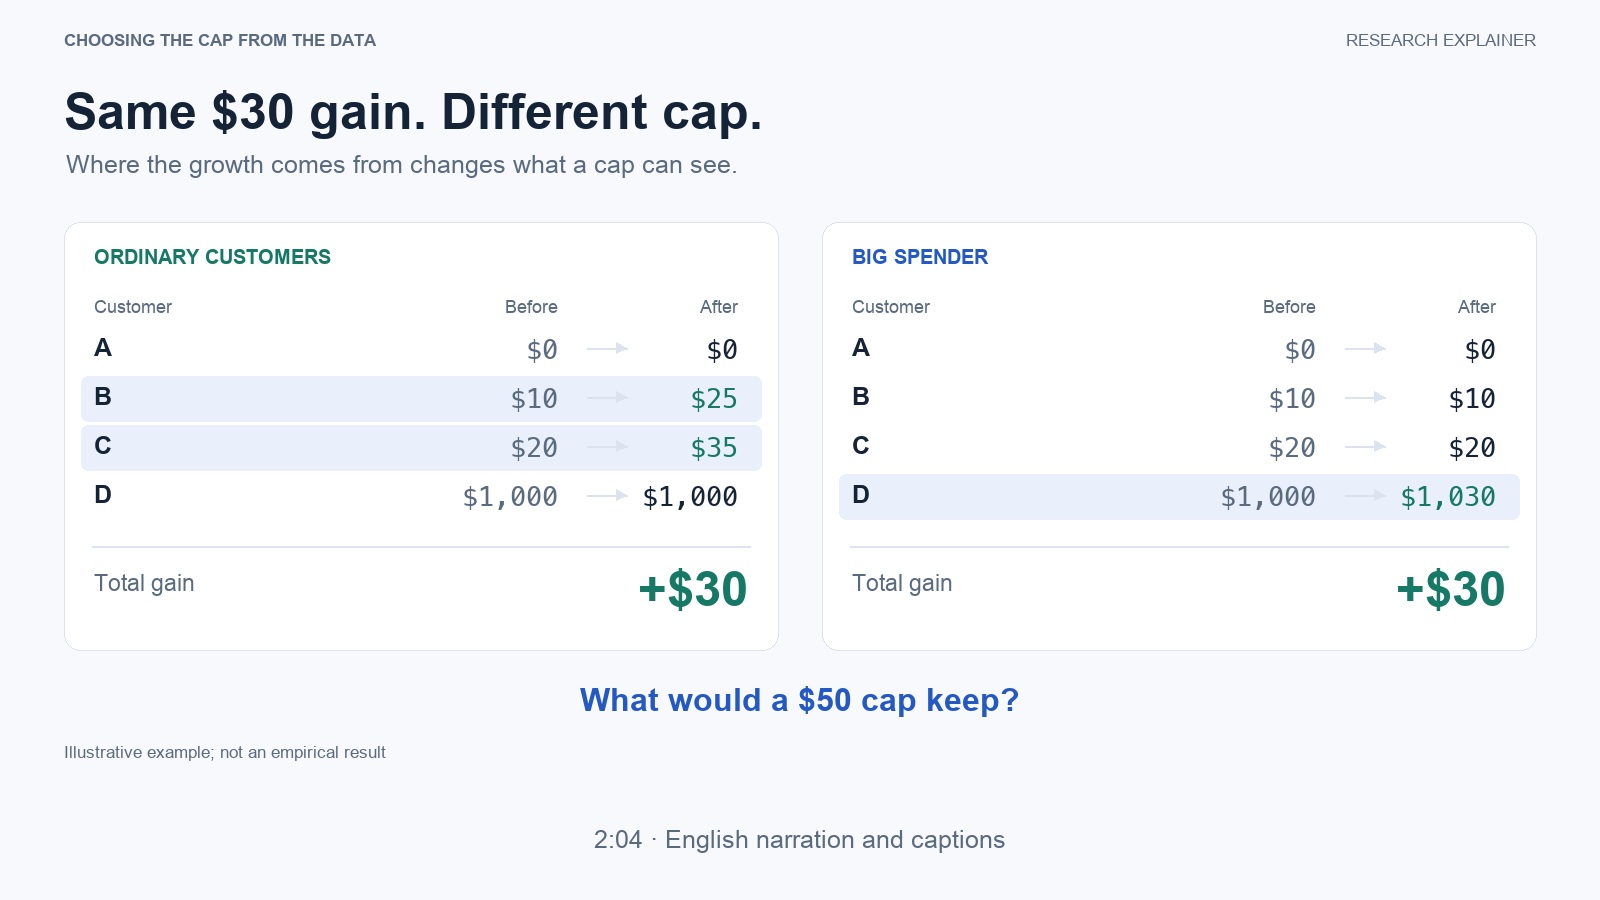 CHOOSING THE CAP FROM THE DATA
RESEARCH EXPLAINER
Same $30 gain. Different cap.
Where the growth comes from changes what a cap can see.
ORDINARY CUSTOMERS
Customer Before After
A $0 $0
B $10 $25
C $20 $35
D $1,000 $1,000
Total gain +$30
BIG SPENDER
Customer Before After
A $0 $0
B $10 $10
C $20 $20
D $1,000 $1,030
Total gain +$30
What would a $50 cap keep?
Illustrative example; not an empirical result
2:04 · English narration and captions